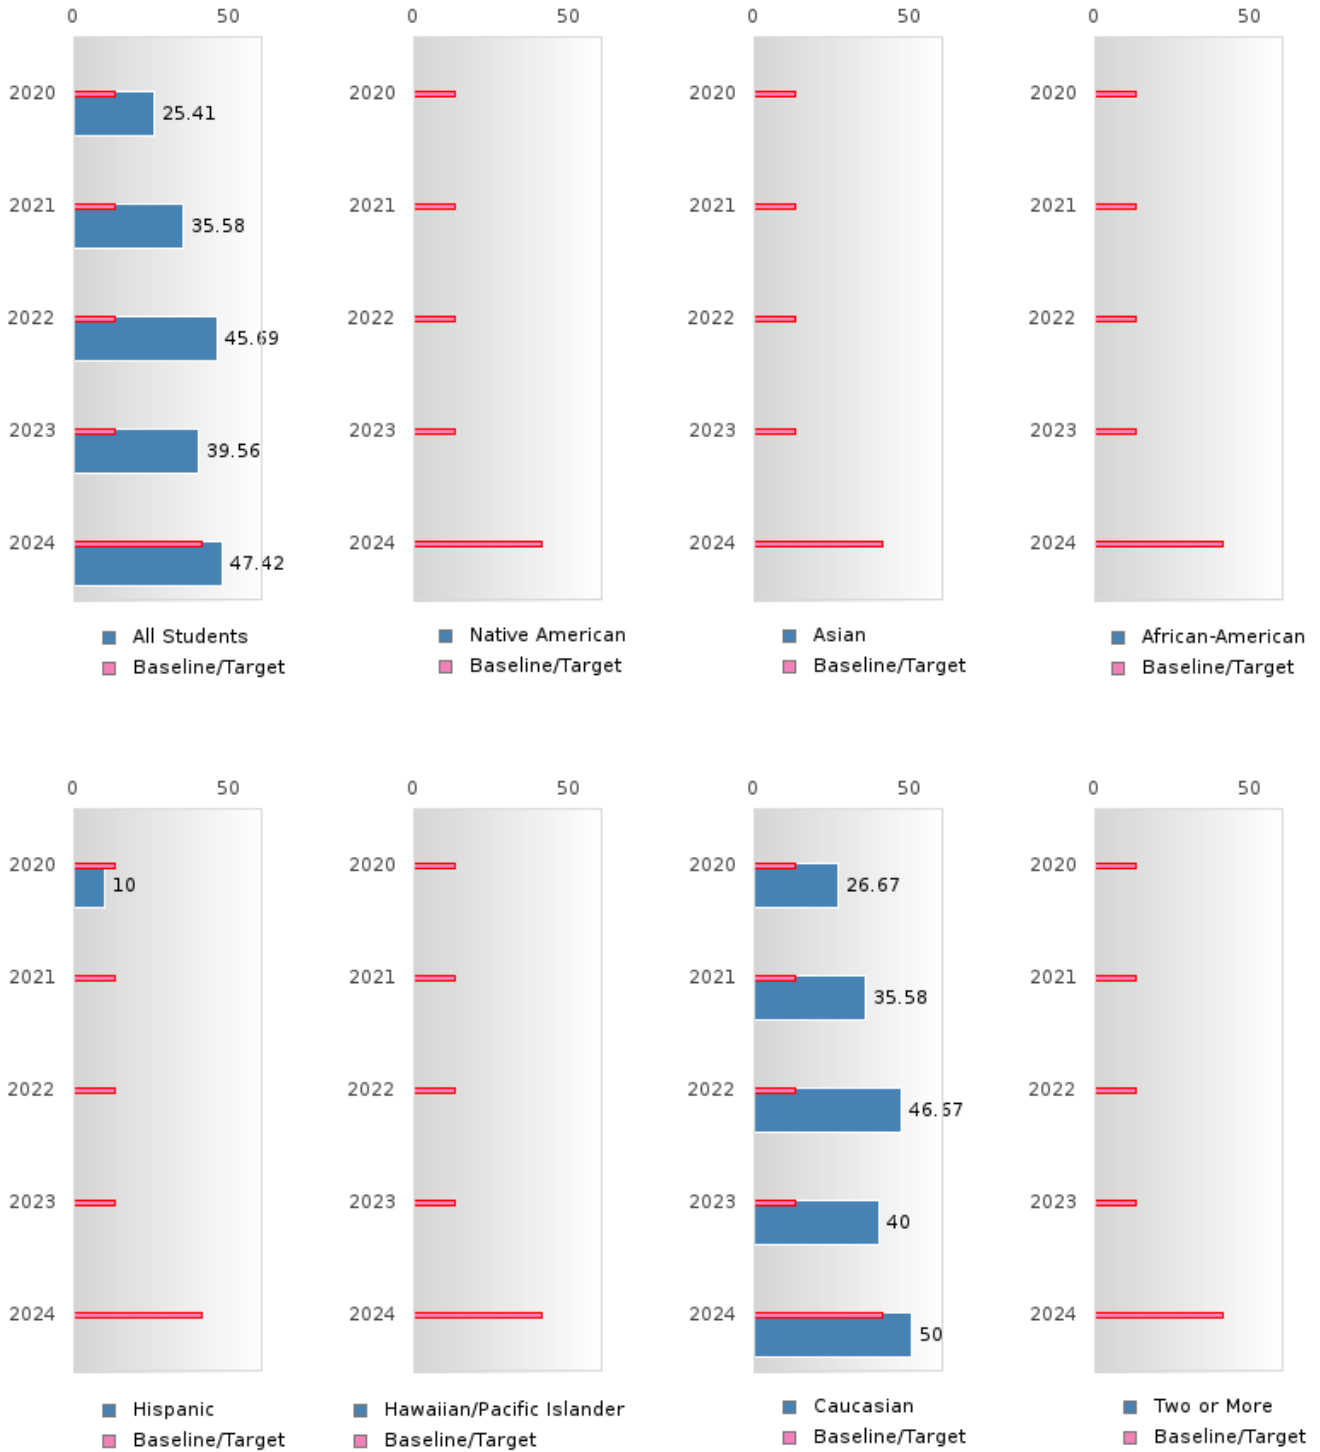 0 50 0 50 0 50 0 50
2020 25.41 2020 2020 2020
2021 35.58 2021 2021 2021
2022 45.69 2022 2022 2022
2023 39.56 2023 2023 2023
2024 47.42 2024 2024 2024
All Students Native American Asian African-American
Baseline/Target Baseline/Target Baseline/Target Baseline/Target
0 50 0 50 0 50 0 50
2020 10 2020 2020 26.67 2020
2021 2021 2021 35.58 2021
2022 2022 2022 46.67 2022
2023 2023 2023 40 2023
2024 2024 2024 50 2024
Hispanic Hawaiian/Pacific Islander Caucasian Two or More
Baseline/Target Baseline/Target Baseline/Target Baseline/Target